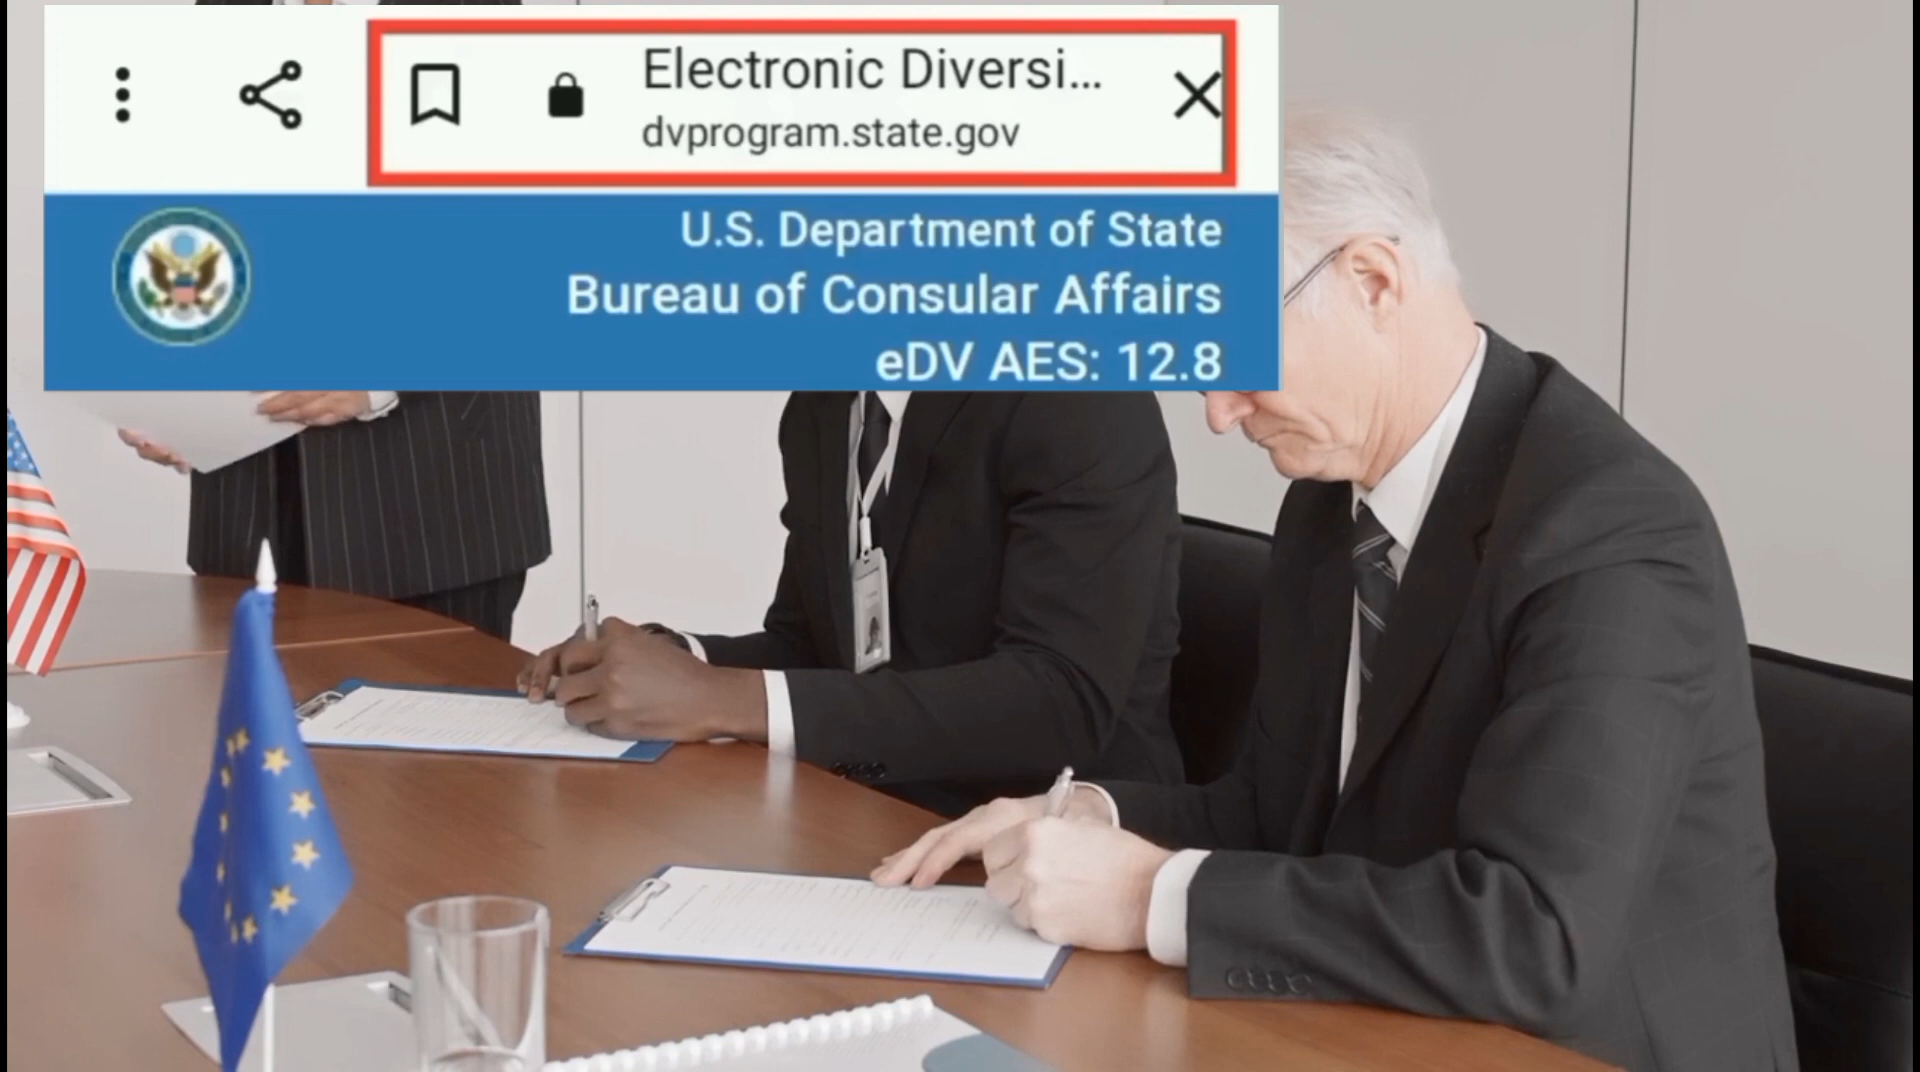 Electronic Diversi...
dvprogram.state.gov
U.S. Department of State
Bureau of Consular Affairs
eDV AES: 12.8